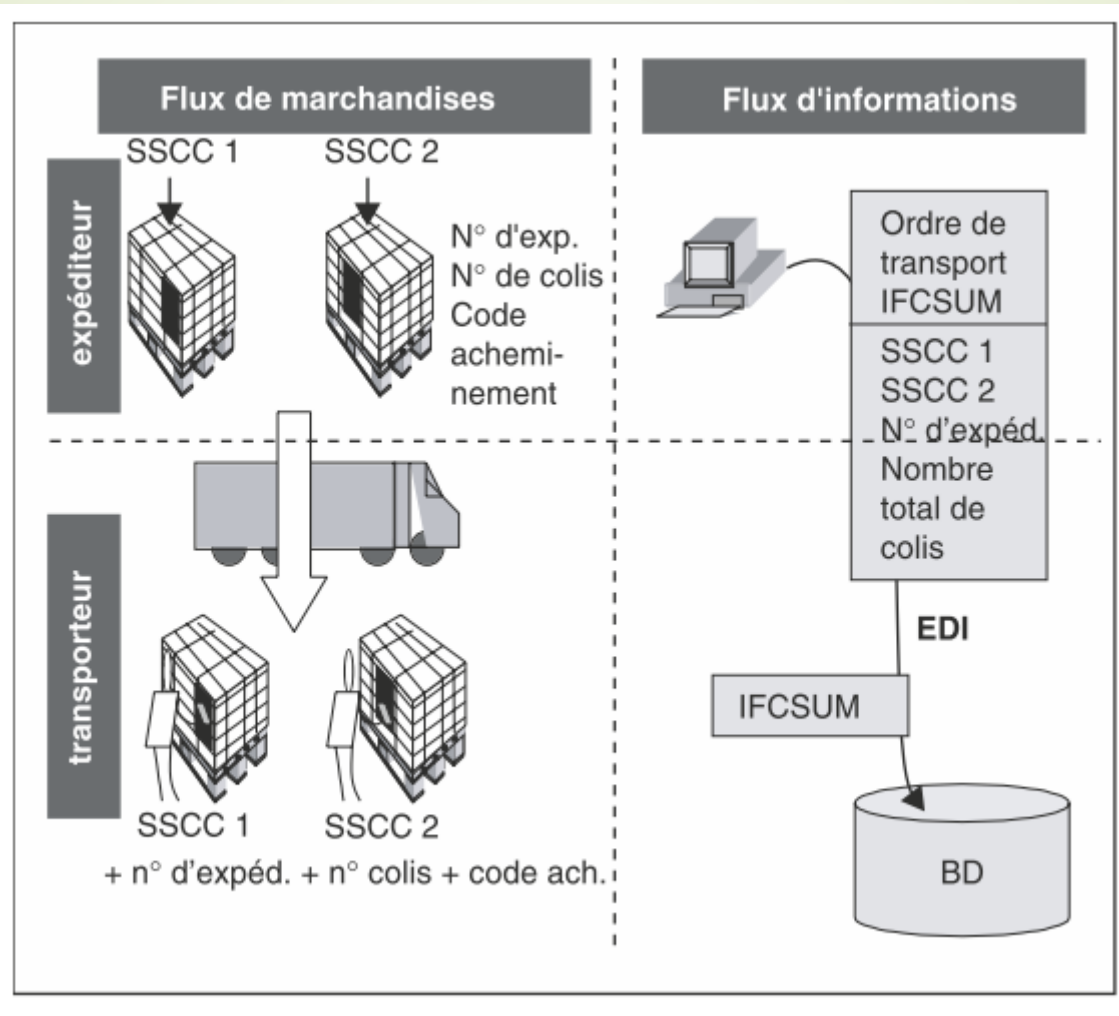 Flux de marchandises
Flux d'informations
expéditeur
SSCC 1
SSCC 2
N° d'exp.
N° de colis
Code
achemi-
nement
Ordre de
transport
IFCSUM
SSCC 1
SSCC 2
N° d'expéd.
Nombre
total de
colis
transporteur
SSCC 1
SSCC 2
+ n° d'expéd. + n° colis + code ach.
EDI
IFCSUM
BD